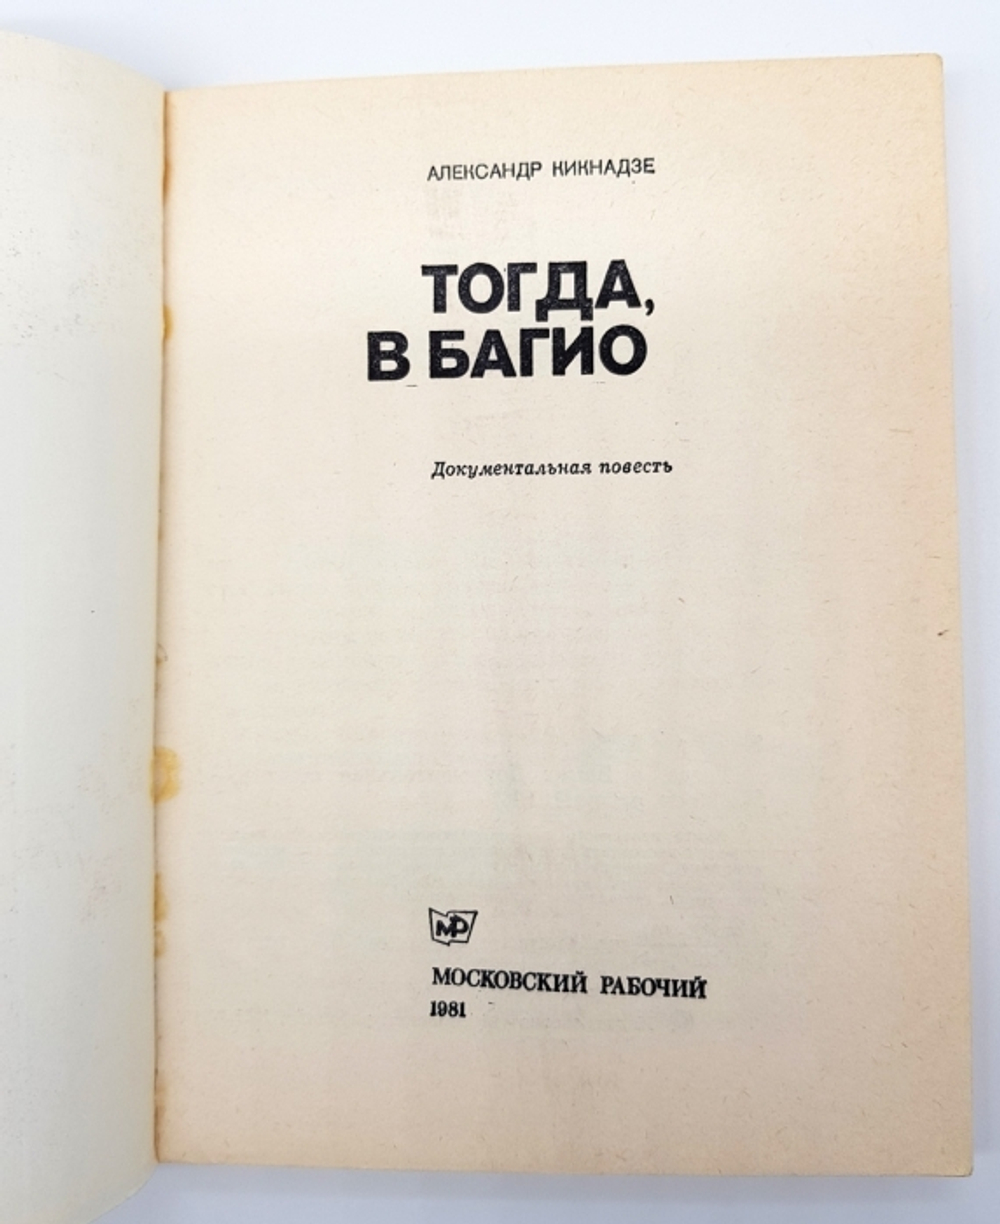 АЛЕКСАНДР КИКНАДЗЕ
ТОГДА,
В БАГИО
Документальная повесть
МР
МОСКОВСКИЙ РАБОЧИЙ
1981